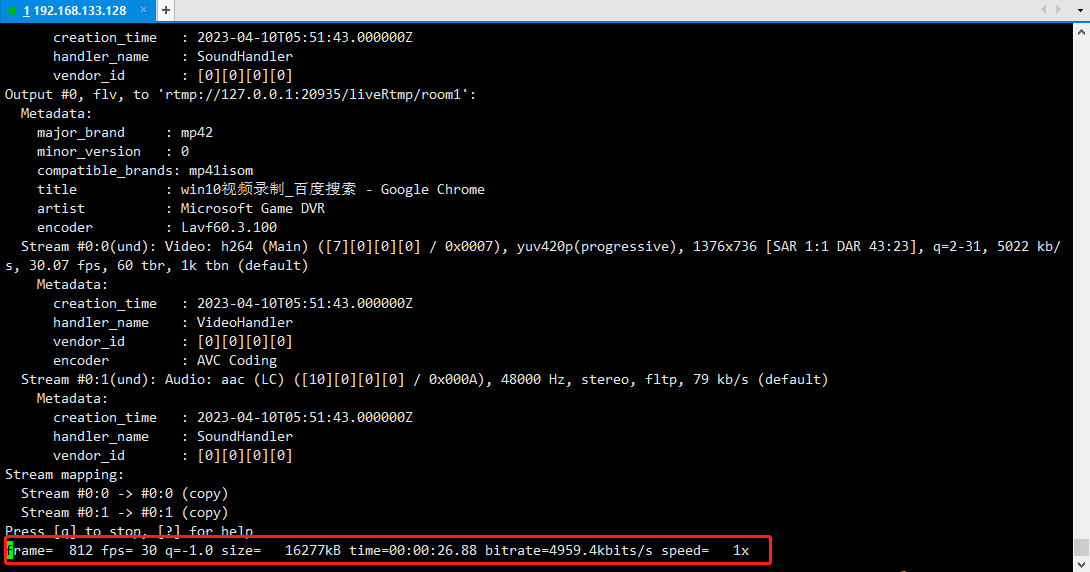 1 192.168.133.128 × +
creation_time : 2023-04-10T05:51:43.000000Z
handler_name : SoundHandler
vendor_id : [0][0][0][0]
Output #0, flv, to 'rtmp://127.0.0.1:20935/liveRtmp/room1':
Metadata:
major_brand : mp42
minor_version : 0
compatible_brands: mp41isom
title : win10视频录制_百度搜索 - Google Chrome
artist : Microsoft Game DVR
encoder : Lavf60.3.100
Stream #0:0(und): Video: h264 (Main) ([7][0][0][0] / 0x0007), yuv420p(progressive), 1376x736 [SAR 1:1 DAR 43:23], q=2-31, 5022 kb/
s, 30.07 fps, 60 tbr, 1k tbn (default)
Metadata:
creation_time : 2023-04-10T05:51:43.000000Z
handler_name : VideoHandler
vendor_id : [0][0][0][0]
encoder : AVC Coding
Stream #0:1(und): Audio: aac (LC) ([10][0][0][0] / 0x000A), 48000 Hz, stereo, fltp, 79 kb/s (default)
Metadata:
creation_time : 2023-04-10T05:51:43.000000Z
handler_name : SoundHandler
vendor_id : [0][0][0][0]
Stream mapping:
Stream #0:0 -> #0:0 (copy)
Stream #0:1 -> #0:1 (copy)
Press [q] to stop, [?] for help
frame= 812 fps= 30 q=-1.0 size= 16277kB time=00:00:26.88 bitrate=4959.4kbits/s speed= 1x